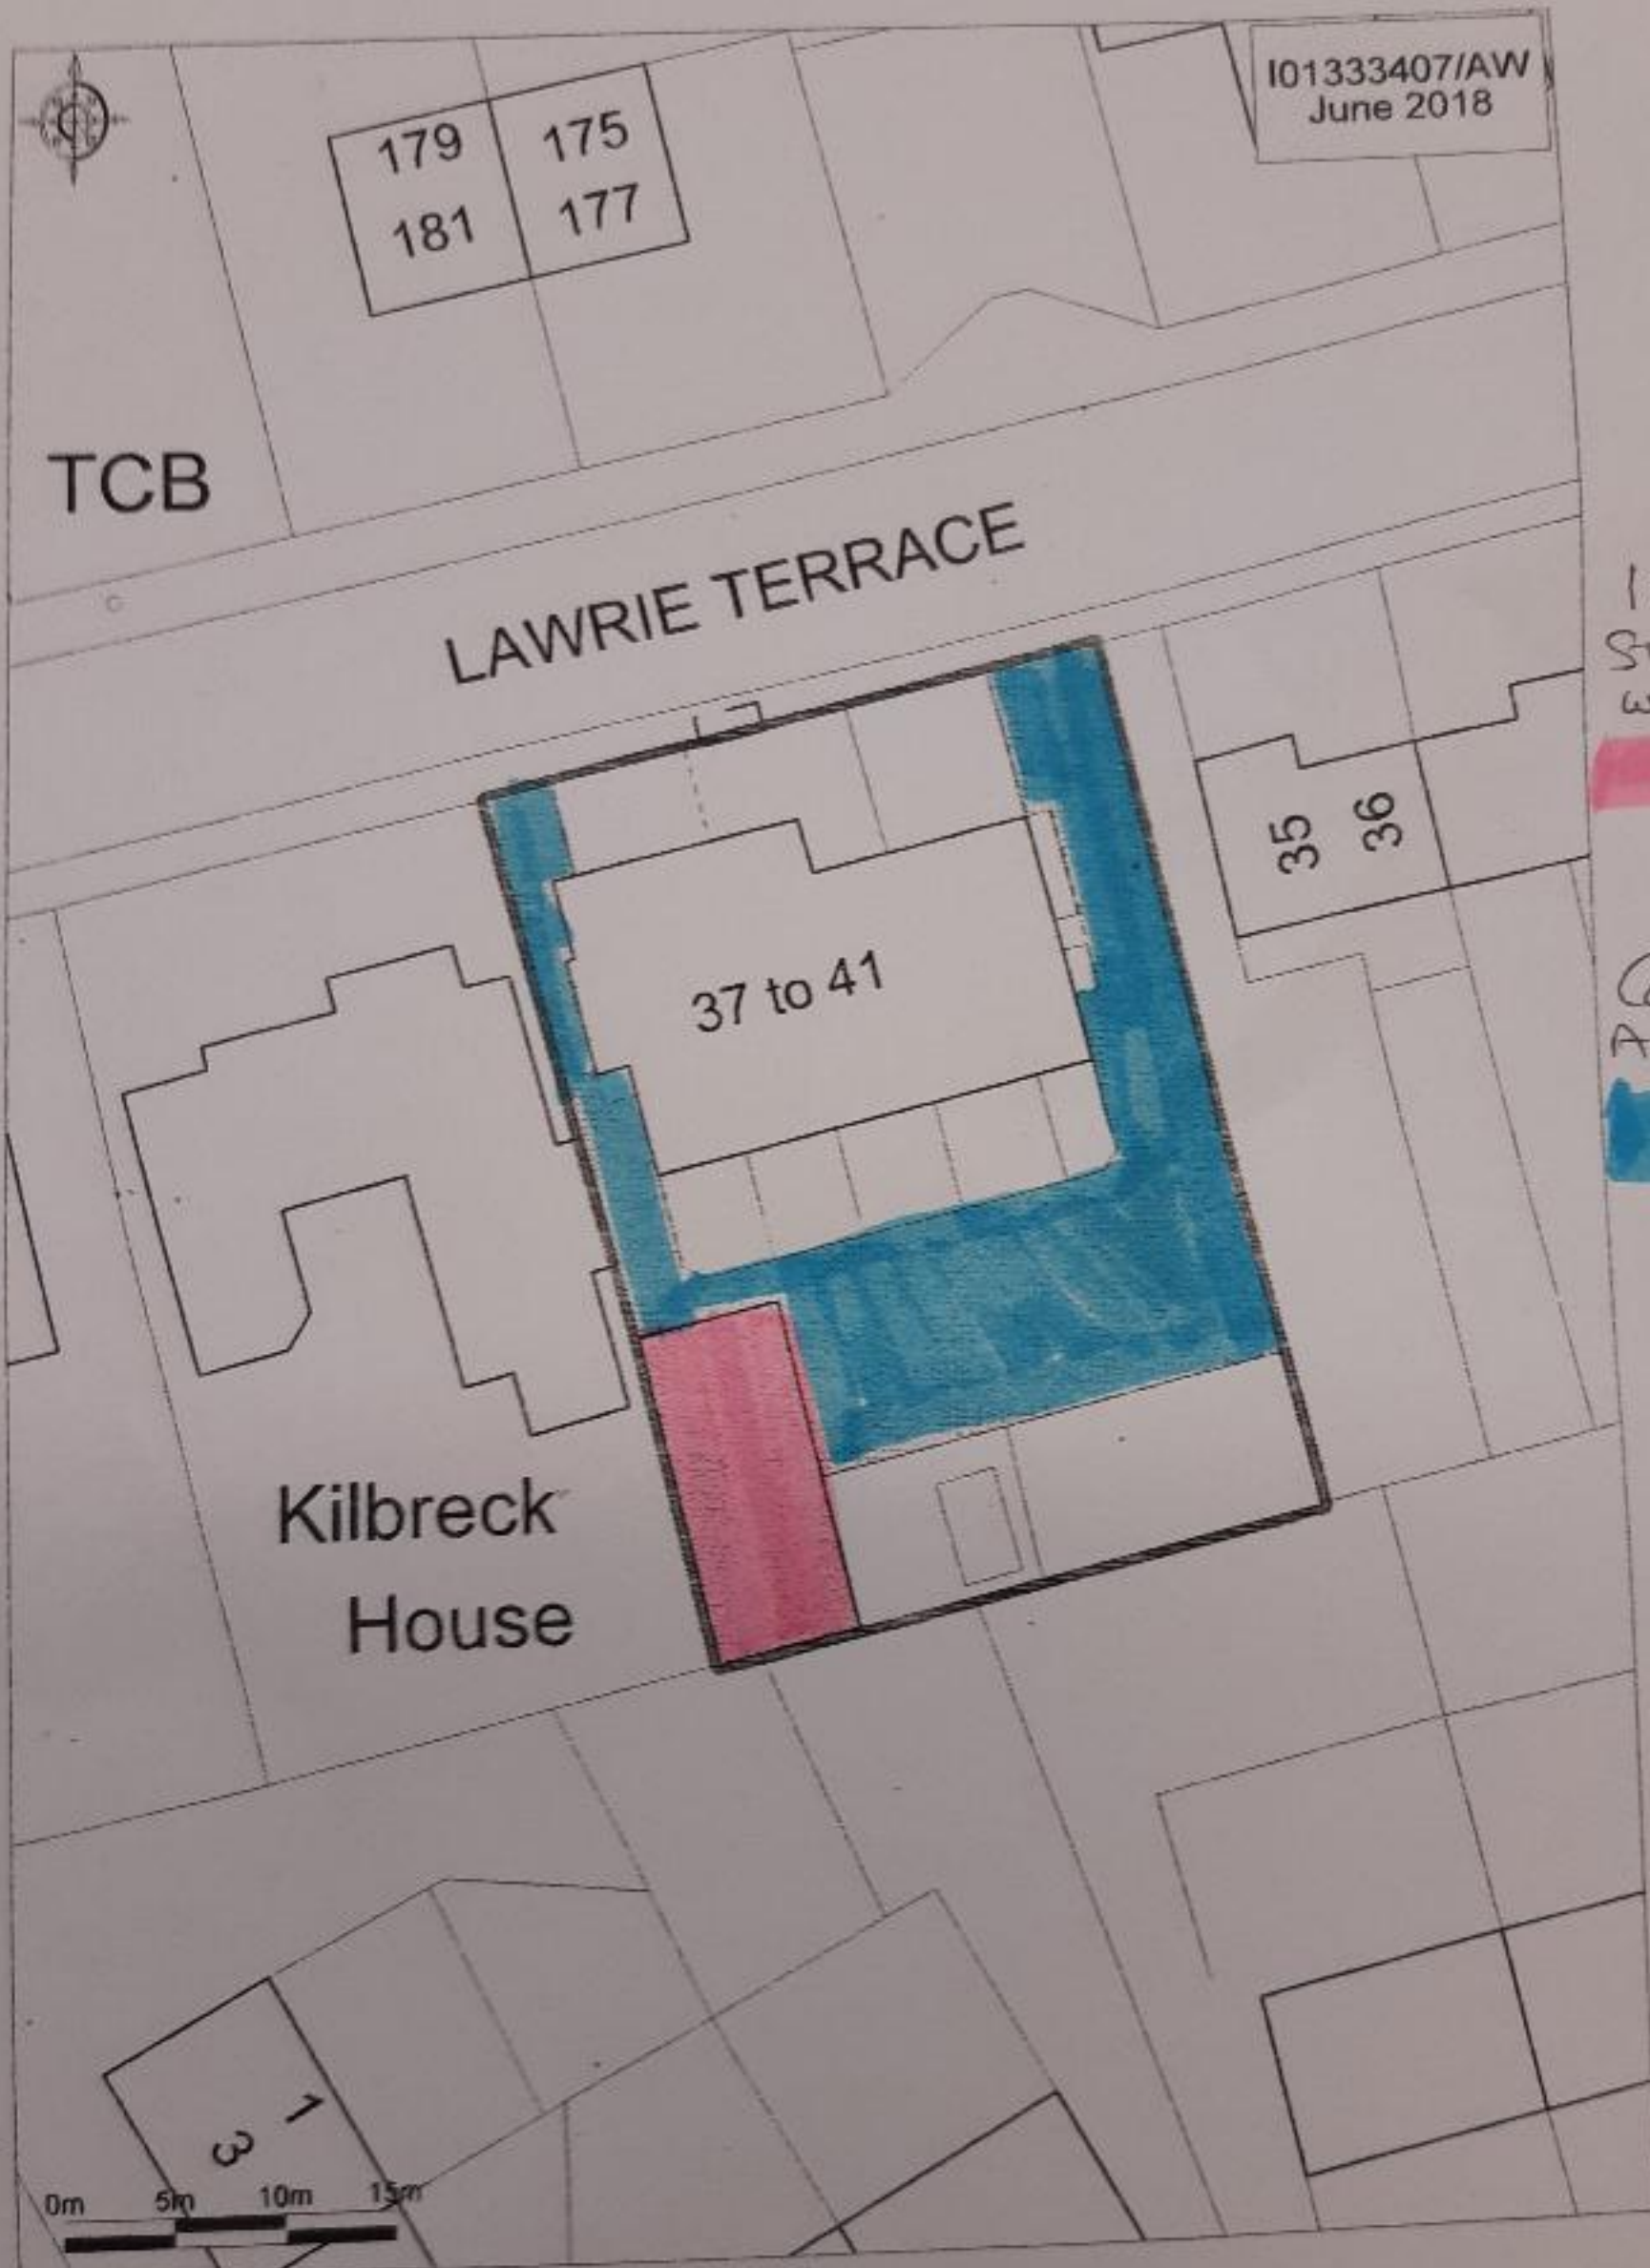 I01333407/AW
June 2018
179
175
181
177
TCB
LAWRIE TERRACE
35
36
37 to 41
Kilbreck
House
1
3
0m 5m 10m 15m